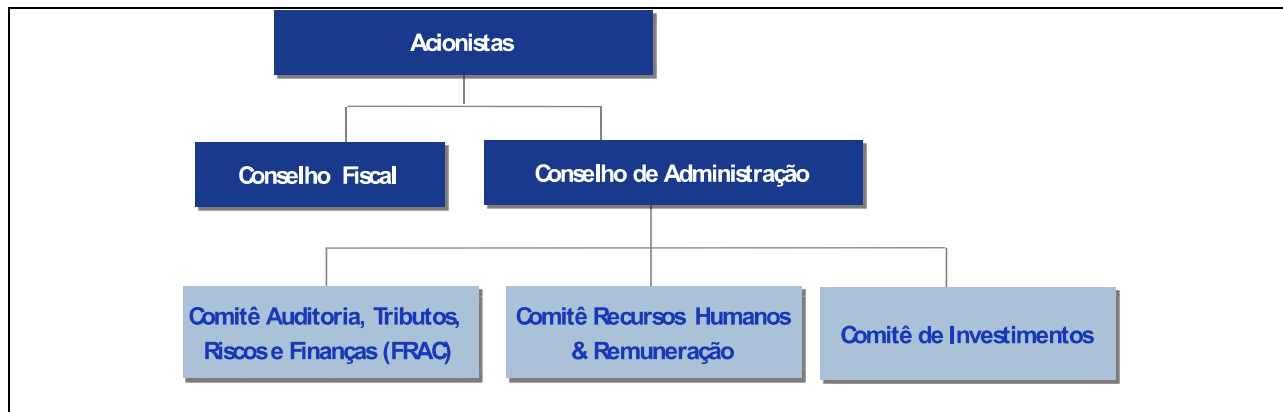 Acionistas
Conselho Fiscal
Conselho de Administração
Comitê Auditoria, Tributos,
Riscos e Finanças (FRAC)
Comitê Recursos Humanos
& Remuneração
Comitê de Investimentos